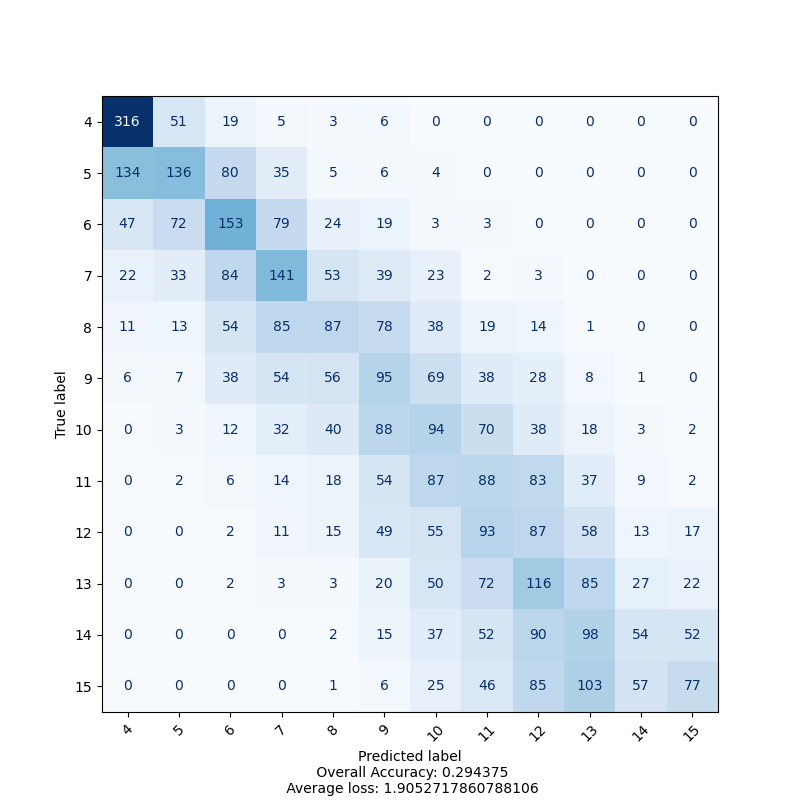 4 316 51 19 5 3 6 0 0 0 0 0 0
5 134 136 80 35 5 6 4 0 0 0 0 0
6 47 72 153 79 24 19 3 3 0 0 0 0
7 22 33 84 141 53 39 23 2 3 0 0 0
8 11 13 54 85 87 78 38 19 14 1 0 0
9 6 7 38 54 56 95 69 38 28 8 1 0
True label
10 0 3 12 32 40 88 94 70 38 18 3 2
11 0 2 6 14 18 54 87 88 83 37 9 2
12 0 0 2 11 15 49 55 93 87 58 13 17
13 0 0 2 3 3 20 50 72 116 85 27 22
14 0 0 0 0 2 15 37 52 90 98 54 52
15 0 0 0 0 1 6 25 46 85 103 57 77
4 5 6 7 8 9 10 11 12 13 14 15
Predicted label
Overall Accuracy: 0.294375
Average loss: 1.9052717860788106